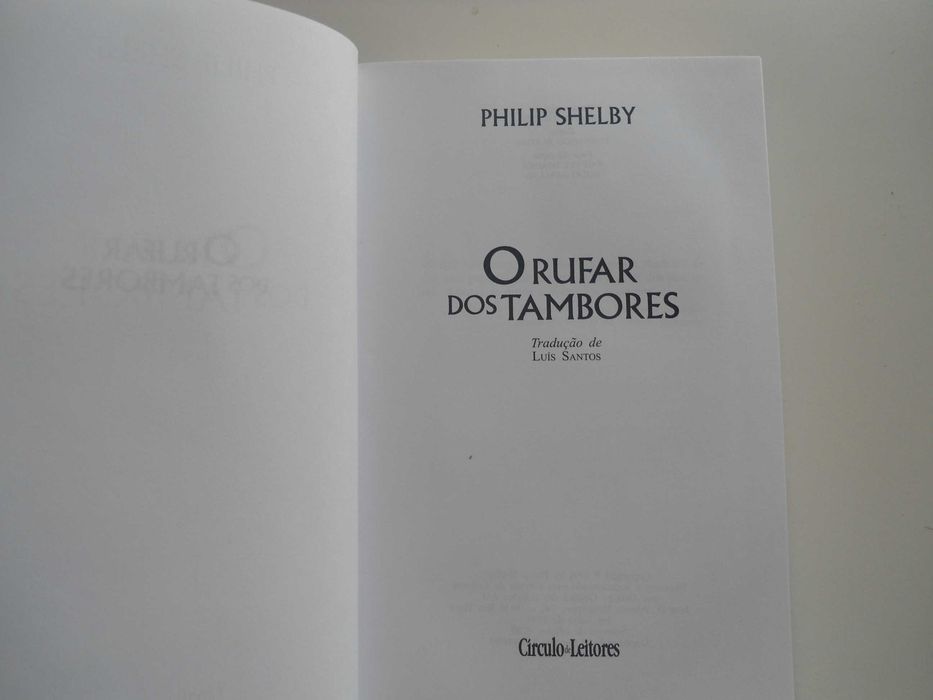 PHILIP SHELBY
O RUFAR
DOS TAMBORES
Tradução de
LUÍS SANTOS
Círculo de Leitores